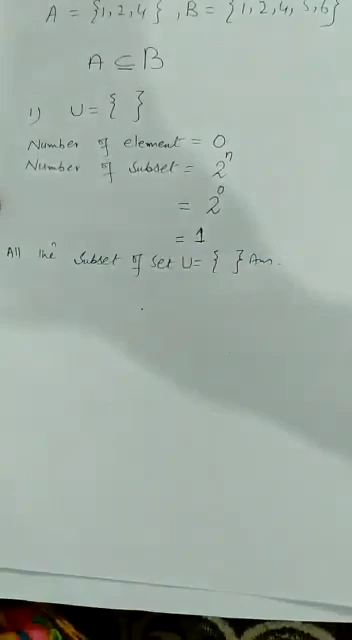 A = {1, 2, 4} , B = {1, 2, 4, 5, 6}
A ⊆ B
1) U = { }
Number of element = 0
Number of subset = 2ⁿ
= 2⁰
= 1
All the subset of set U = { } Ans.